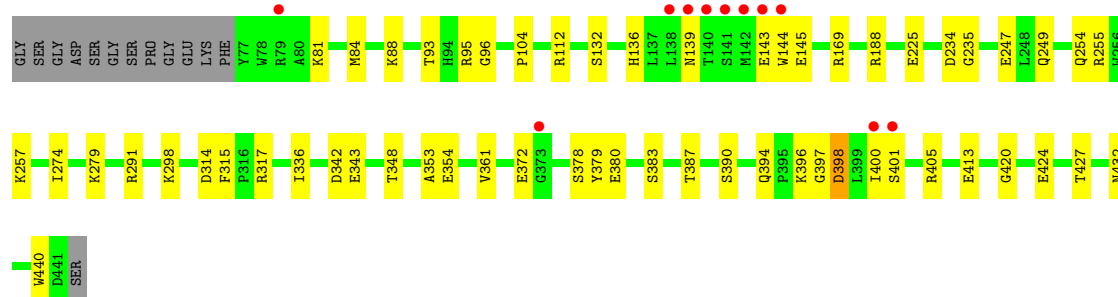 GLY SER GLY ASP SER GLY SER PRO GLY GLU LYS PHE Y77 W78 R79 A80 K81 M84 K88 T93 H94 R95 G96 P104 R112 S132 H136 L137 L138 N139 T140 S141 M142 E143 W144 E145 R169 R188 E225 D234 G235 E247 L248 Q249 Q254 R255 W256
K257 I274 K279 R291 K298 D314 F315 P316 R317 I336 D342 E343 T348 A353 E354 V361 E372 G373 S378 Y379 E380 S383 T387 S390 Q394 P395 K396 G397 D398 L399 I400 S401 R405 E413 G420 E424 T427 N432
W440 D441 SER